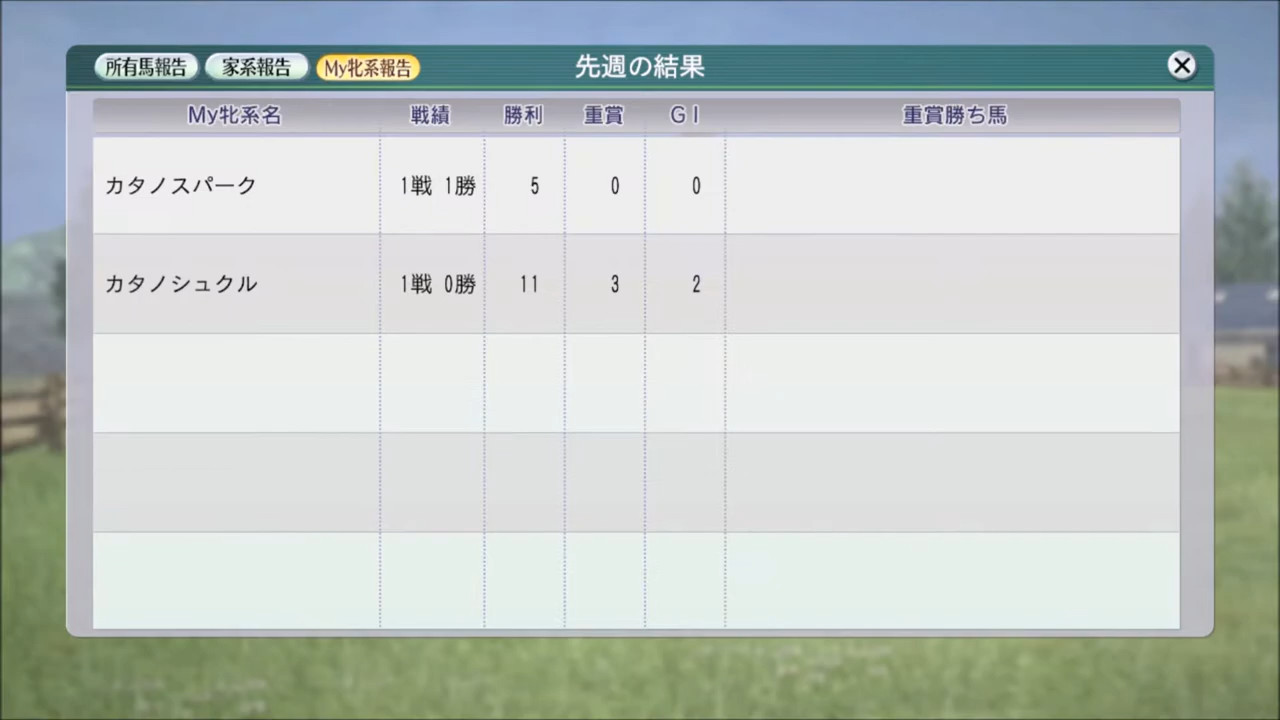 所有馬報告 家系報告 My牝系報告 先週の結果
My牝系名 戦績 勝利 重賞 GⅠ 重賞勝ち馬
カタノスパーク 1戦 1勝 5 0 0
カタノシュクル 1戦 0勝 11 3 2